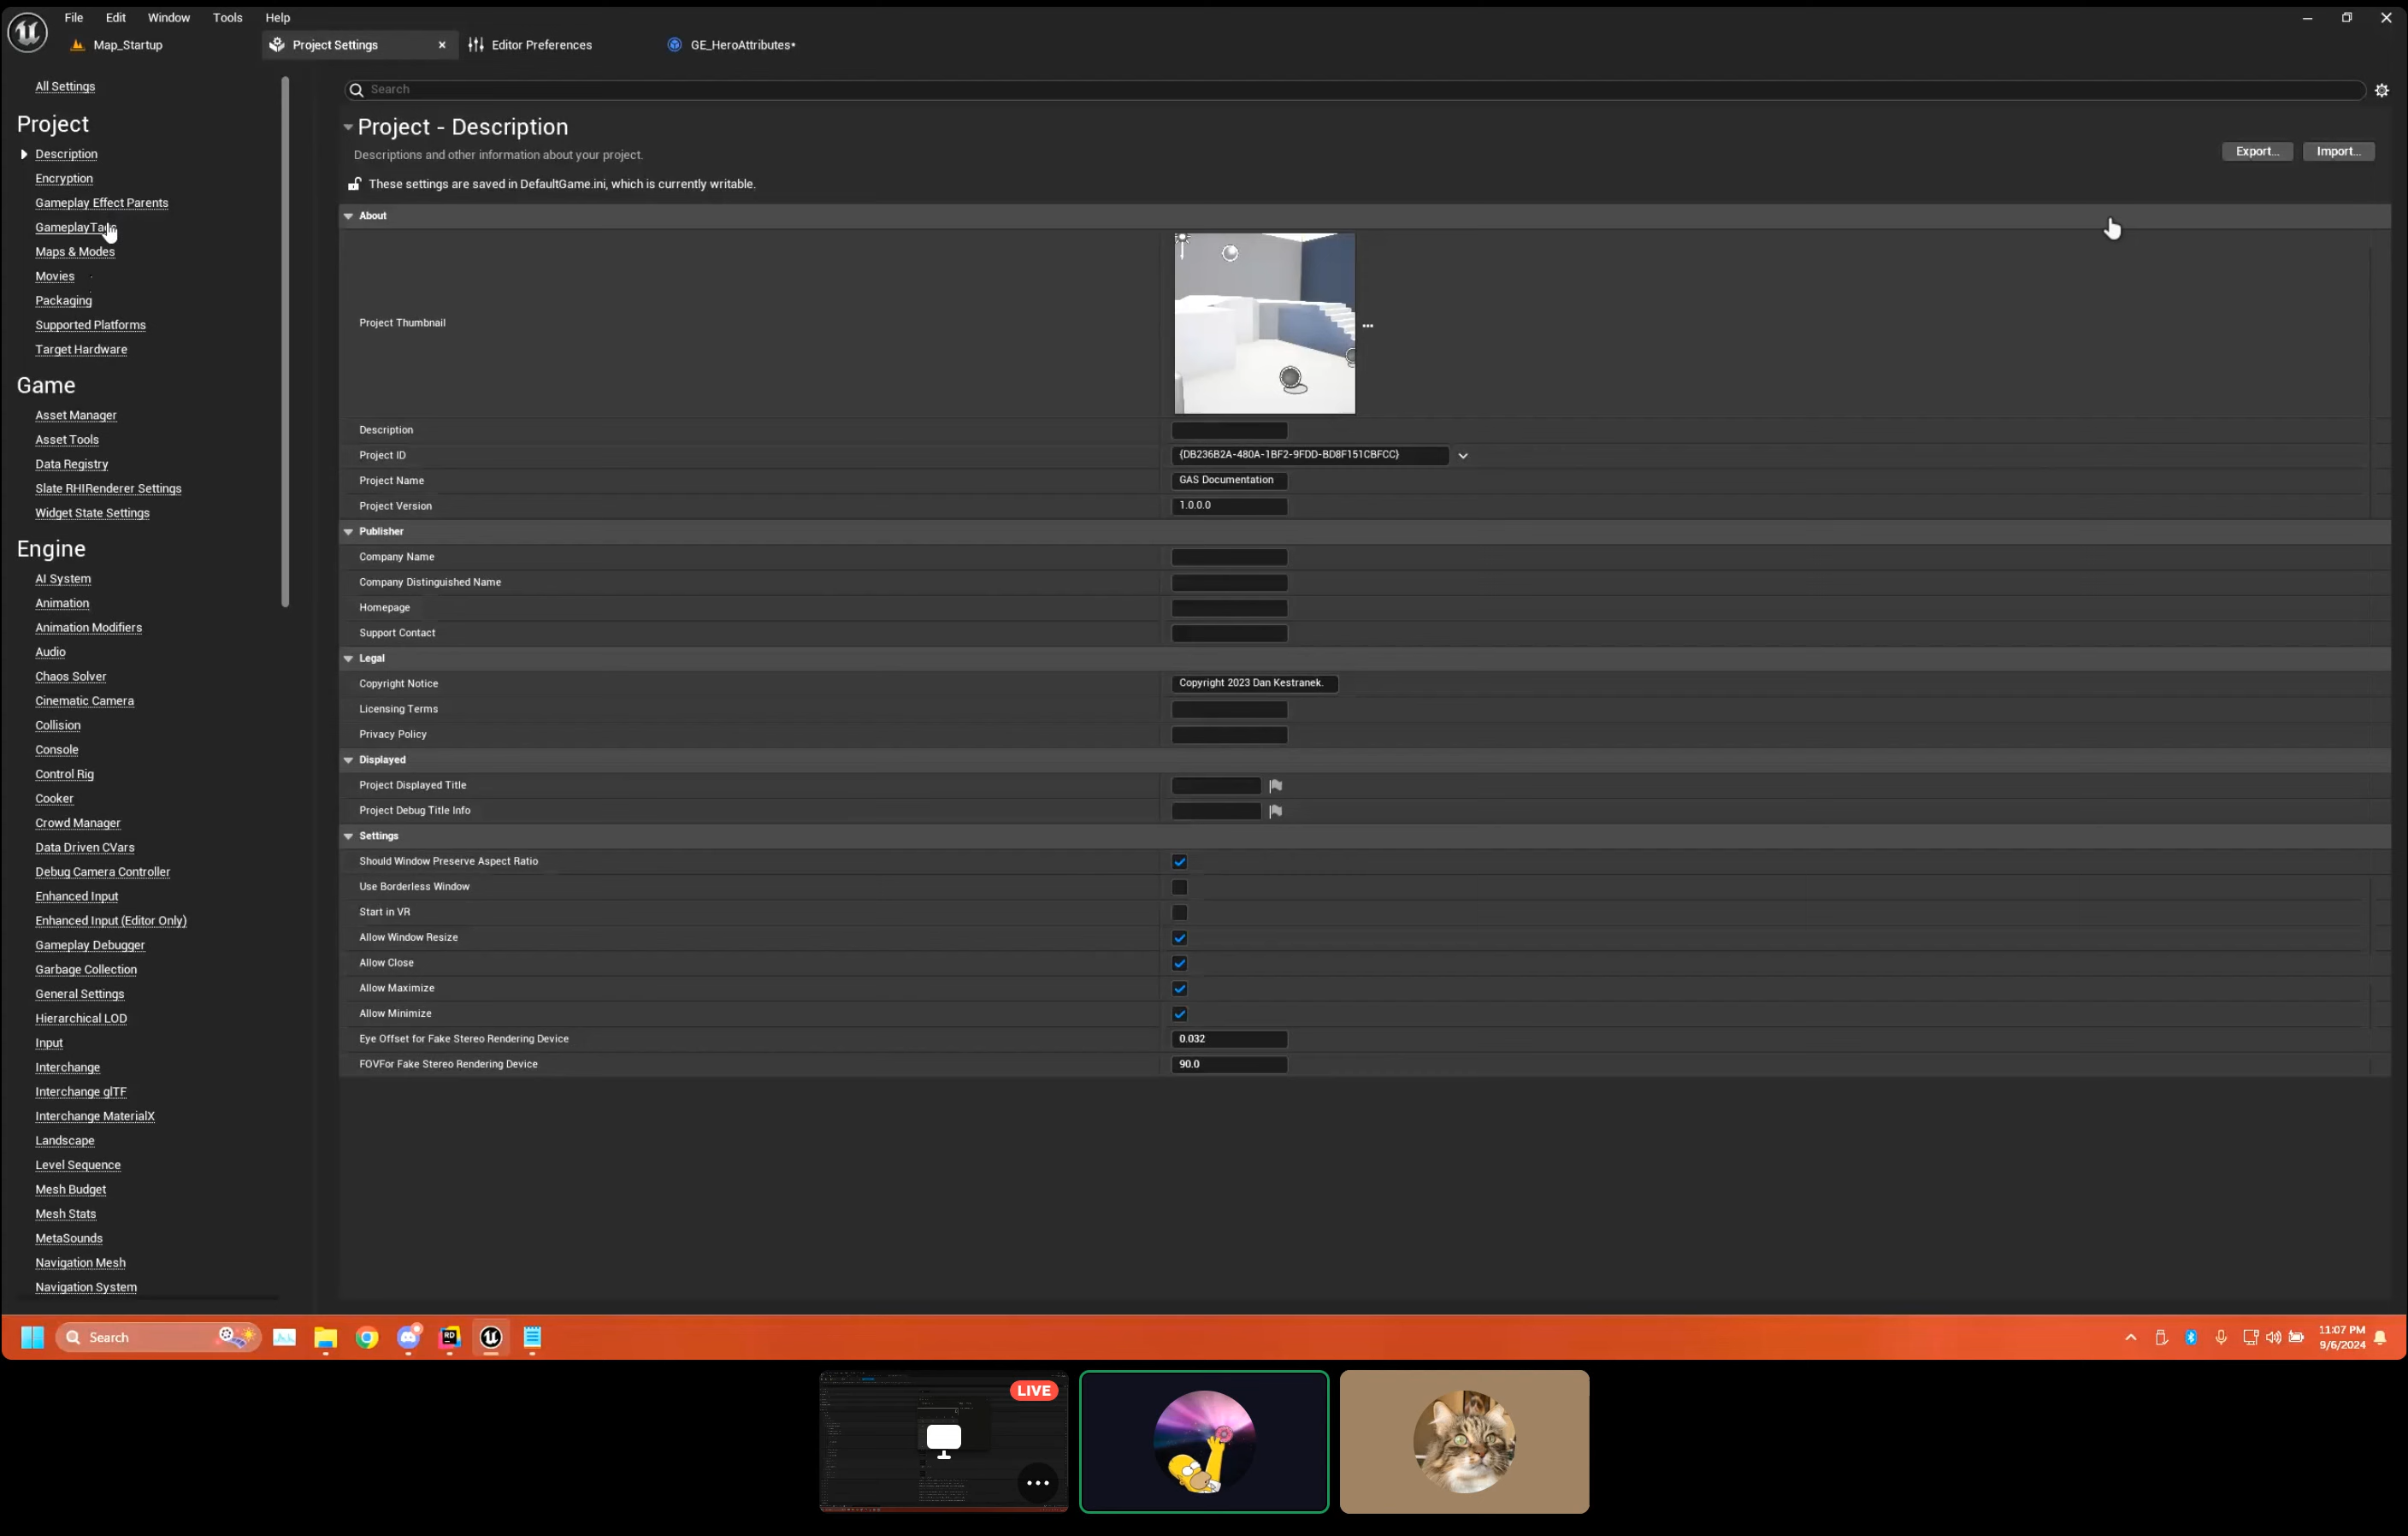 File Edit Window Tools Help
Map_Startup Project Settings Editor Preferences GE_HeroAttributes•
All Settings
Project
Description
Encryption
Gameplay Effect Parents
GameplayTags
Maps & Modes
Movies
Packaging
Supported Platforms
Target Hardware
Game
Asset Manager
Asset Tools
Data Registry
Slate RHIRenderer Settings
Widget State Settings
Engine
AI System
Animation
Animation Modifiers
Audio
Chaos Solver
Cinematic Camera
Collision
Console
Control Rig
Cooker
Crowd Manager
Data Driven CVars
Debug Camera Controller
Enhanced Input
Enhanced Input (Editor Only)
Gameplay Debugger
Garbage Collection
General Settings
Hierarchical LOD
Input
Interchange
Interchange glTF
Interchange MaterialX
Landscape
Level Sequence
Mesh Budget
Mesh Stats
MetaSounds
Navigation Mesh
Navigation System
Search
Project - Description
Descriptions and other information about your project.
Export... Import...
These settings are saved in DefaultGame.ini, which is currently writable.
About
Project Thumbnail
Description
Project ID {DB236B2A-480A-1BF2-9FDD-BD8F151CBFCC}
Project Name GAS Documentation
Project Version 1.0.0.0
Publisher
Company Name
Company Distinguished Name
Homepage
Support Contact
Legal
Copyright Notice Copyright 2023 Dan Kestranek.
Licensing Terms
Privacy Policy
Displayed
Project Displayed Title
Project Debug Title Info
Settings
Should Window Preserve Aspect Ratio
Use Borderless Window
Start in VR
Allow Window Resize
Allow Close
Allow Maximize
Allow Minimize
Eye Offset for Fake Stereo Rendering Device 0.032
FOVFor Fake Stereo Rendering Device 90.0
Search
RD
11:07 PM
9/6/2024
LIVE